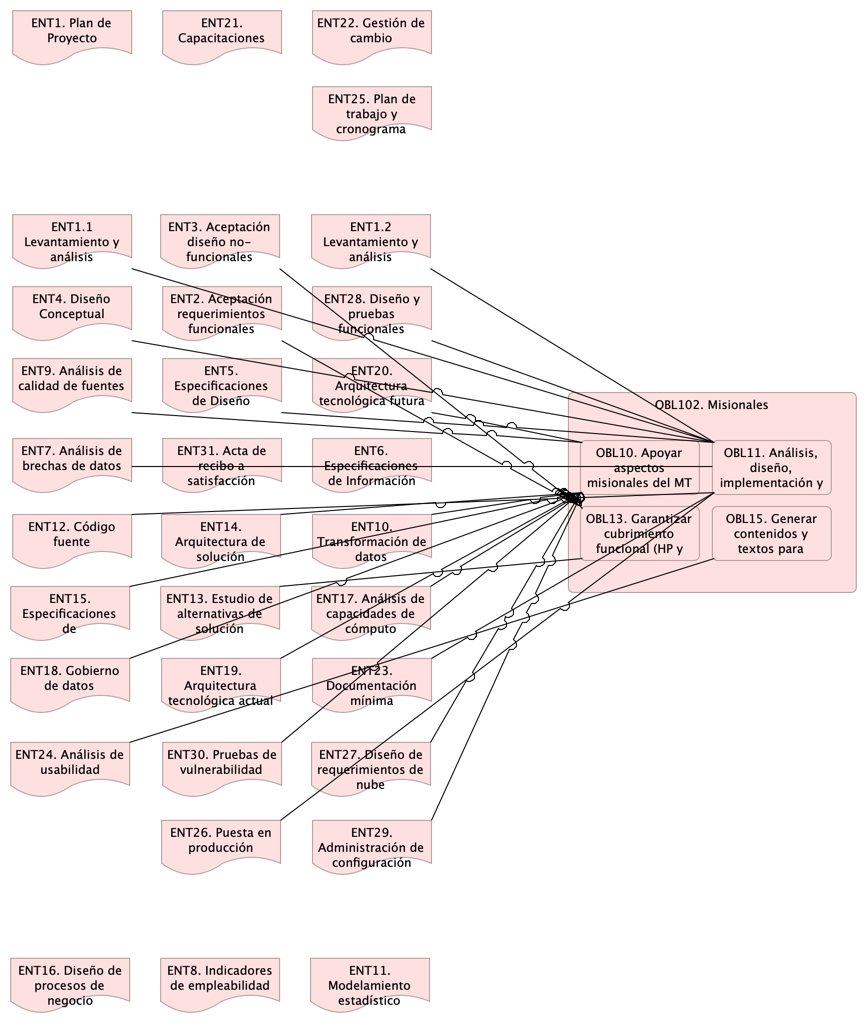 ENT1. Plan de
Proyecto
ENT21.
Capacitaciones
ENT22. Gestión de
cambio
ENT25. Plan de
trabajo y
cronograma
ENT1.1
Levantamiento y
análisis
ENT3. Aceptación
diseño no-
funcionales
ENT1.2
Levantamiento y
análisis
ENT4. Diseño
Conceptual
ENT2. Aceptación
requerimientos
funcionales
ENT28. Diseño y
pruebas
funcionales
ENT9. Análisis de
calidad de fuentes
ENT5.
Especificaciones
de Diseño
ENT20.
Arquitectura
tecnológica futura
OBL102. Misionales
ENT7. Análisis de
brechas de datos
ENT31. Acta de
recibo a
satisfacción
ENT6.
Especificaciones
de Información
OBL10. Apoyar
aspectos
misionales del MT
OBL11. Análisis,
diseño,
implementación y
ENT12. Código
fuente
ENT14.
Arquitectura de
solución
ENT10.
Transformación de
datos
OBL13. Garantizar
cubrimiento
funcional (HP y
OBL15. Generar
contenidos y
textos para
ENT15.
Especificaciones
de
ENT13. Estudio de
alternativas de
solución
ENT17. Análisis de
capacidades de
cómputo
ENT18. Gobierno
de datos
ENT19.
Arquitectura
tecnológica actual
ENT23.
Documentación
mínima
ENT24. Análisis de
usabilidad
ENT30. Pruebas de
vulnerabilidad
ENT27. Diseño de
requerimientos de
nube
ENT26. Puesta en
producción
ENT29.
Administración de
configuración
ENT16. Diseño de
procesos de
negocio
ENT8. Indicadores
de empleabilidad
ENT11.
Modelamiento
estadístico